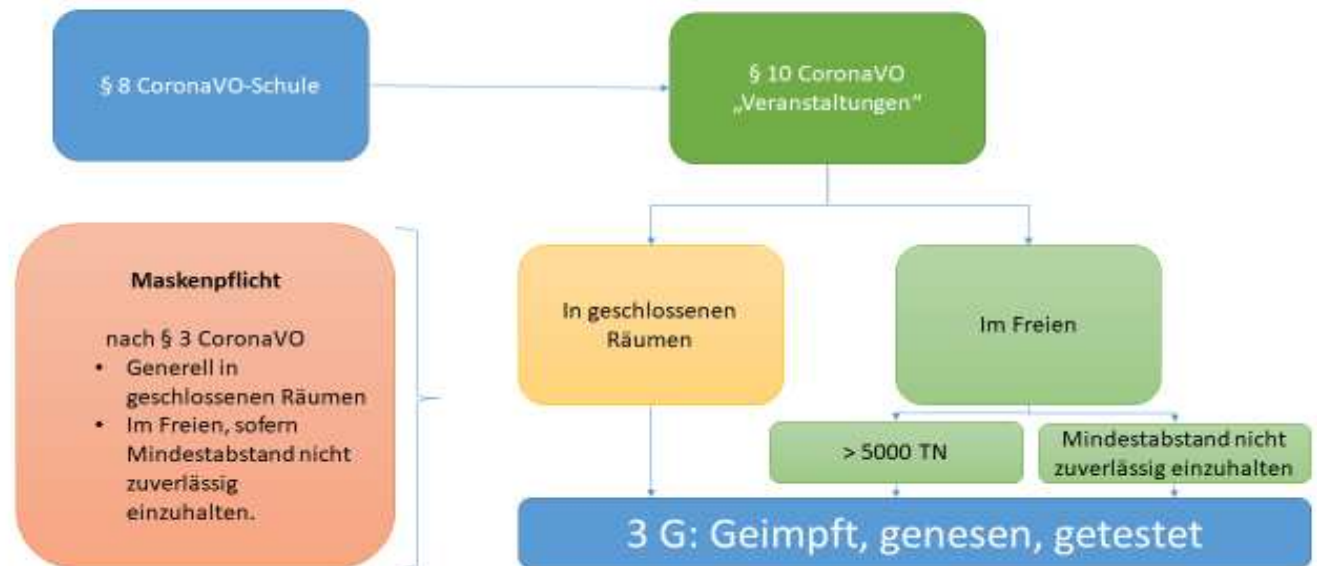 § 8 CoronaVO-Schule
§ 10 CoronaVO
„Veranstaltungen"
Maskenpflicht
nach § 3 CoronaVO
• Generell in
geschlossenen Räumen
• Im Freien, sofern
Mindestabstand nicht
zuverlässig
einzuhalten.
In geschlossenen
Räumen
Im Freien
> 5000 TN
Mindestabstand nicht
zuverlässig einzuhalten
3 G: Geimpft, genesen, getestet